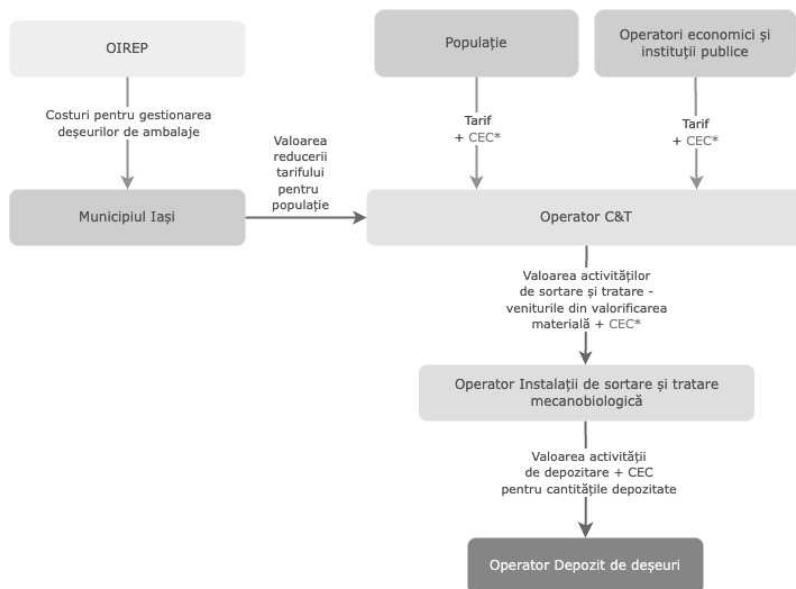 OIREP
Populație
Operatori economici și
instituții publice
Costuri pentru gestionarea
deșeurilor de ambalaje
Valoarea
reducerii
tarifului
pentru
populație
Tarif
+ CEC*
Tarif
+ CEC*
Municipiul Iași
Operator C&T
Valoarea activităților
de sortare și tratare -
veniturile din valorificarea
materială + CEC*
Operator Instalații de sortare și tratare
mecanobiologică
Valoarea activității
de depozitare + CEC
pentru cantitățile depozitate
Operator Depozit de deșeuri